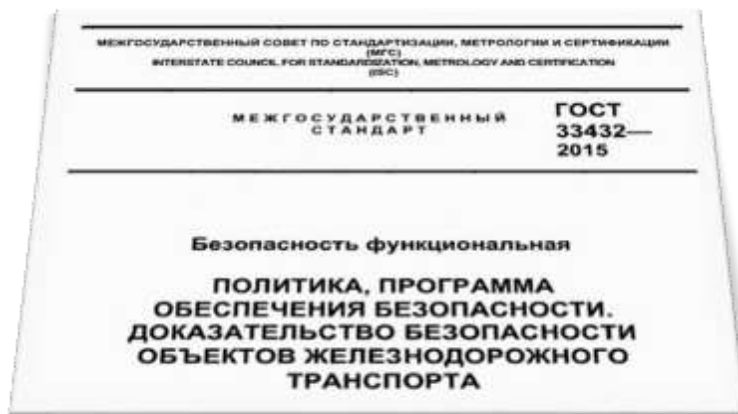 МЕЖГОСУДАРСТВЕННЫЙ СОВЕТ ПО СТАНДАРТИЗАЦИИ, МЕТРОЛОГИИ И СЕРТИФИКАЦИИ
(МГС)
INTERSTATE COUNCIL FOR STANDARDIZATION, METROLOGY AND CERTIFICATION
(ISC)
МЕЖГОСУДАРСТВЕННЫЙ
СТАНДАРТ
ГОСТ
33432—
2015
Безопасность функциональная
ПОЛИТИКА, ПРОГРАММА
ОБЕСПЕЧЕНИЯ БЕЗОПАСНОСТИ.
ДОКАЗАТЕЛЬСТВО БЕЗОПАСНОСТИ
ОБЪЕКТОВ ЖЕЛЕЗНОДОРОЖНОГО
ТРАНСПОРТА